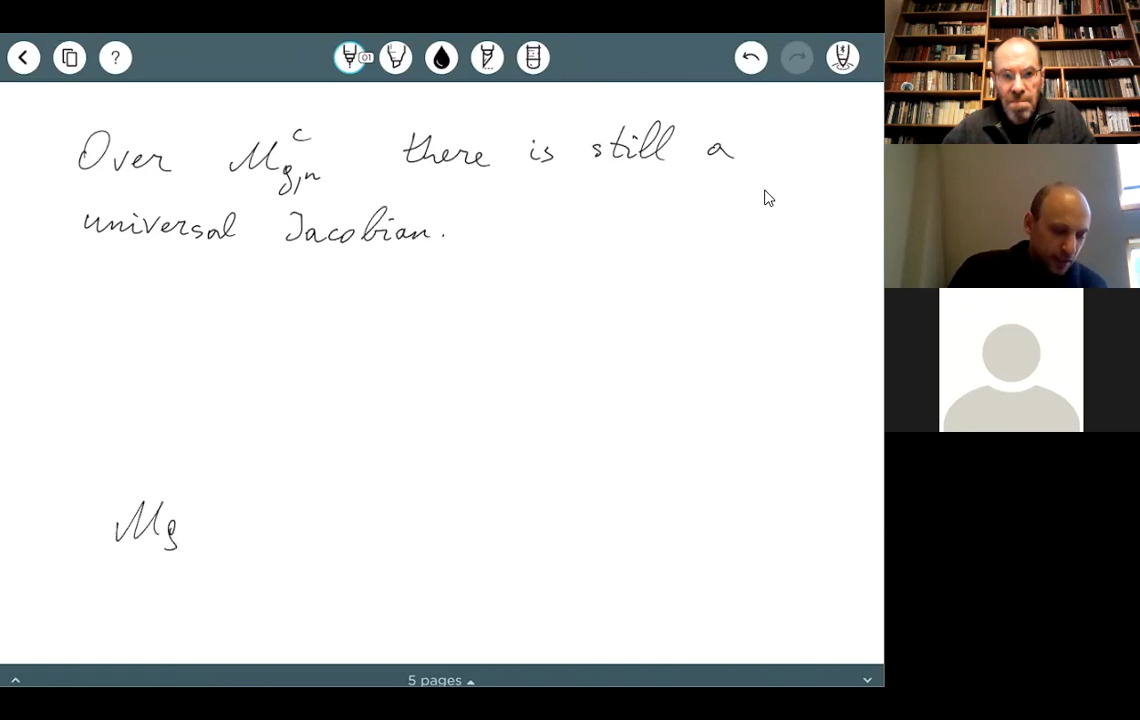 Over M^c_{g,n} there is still a
universal Jacobian.
M_g
5 pages